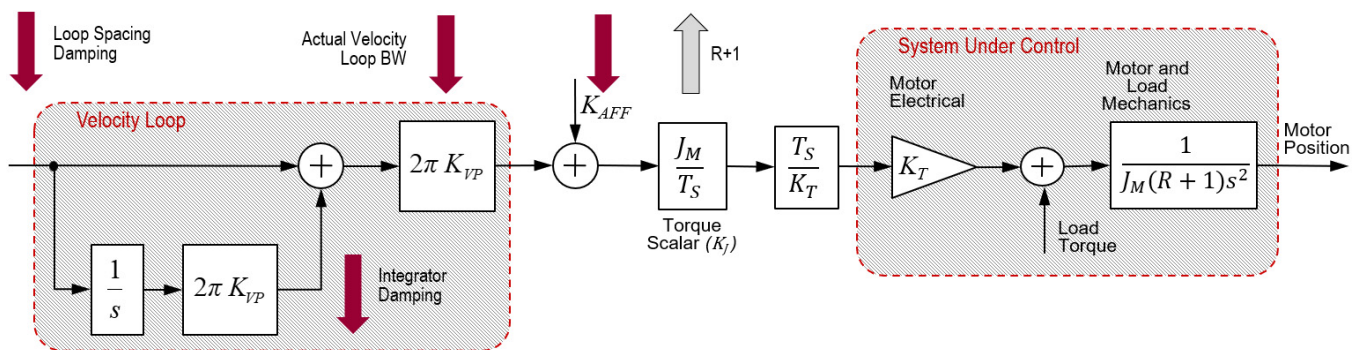 Loop Spacing
Damping
Actual Velocity
Loop BW
R+1
System Under Control
Velocity Loop
K_AFF
Motor
Electrical
Motor and
Load
Mechanics
Motor
Position
+
2π K_VP
+
J_M
T_S
T_S
K_T
K_T
+
1
J_M(R + 1)s²
Torque
Scalar (K_J)
Load
Torque
1
s
2π K_VP
Integrator
Damping